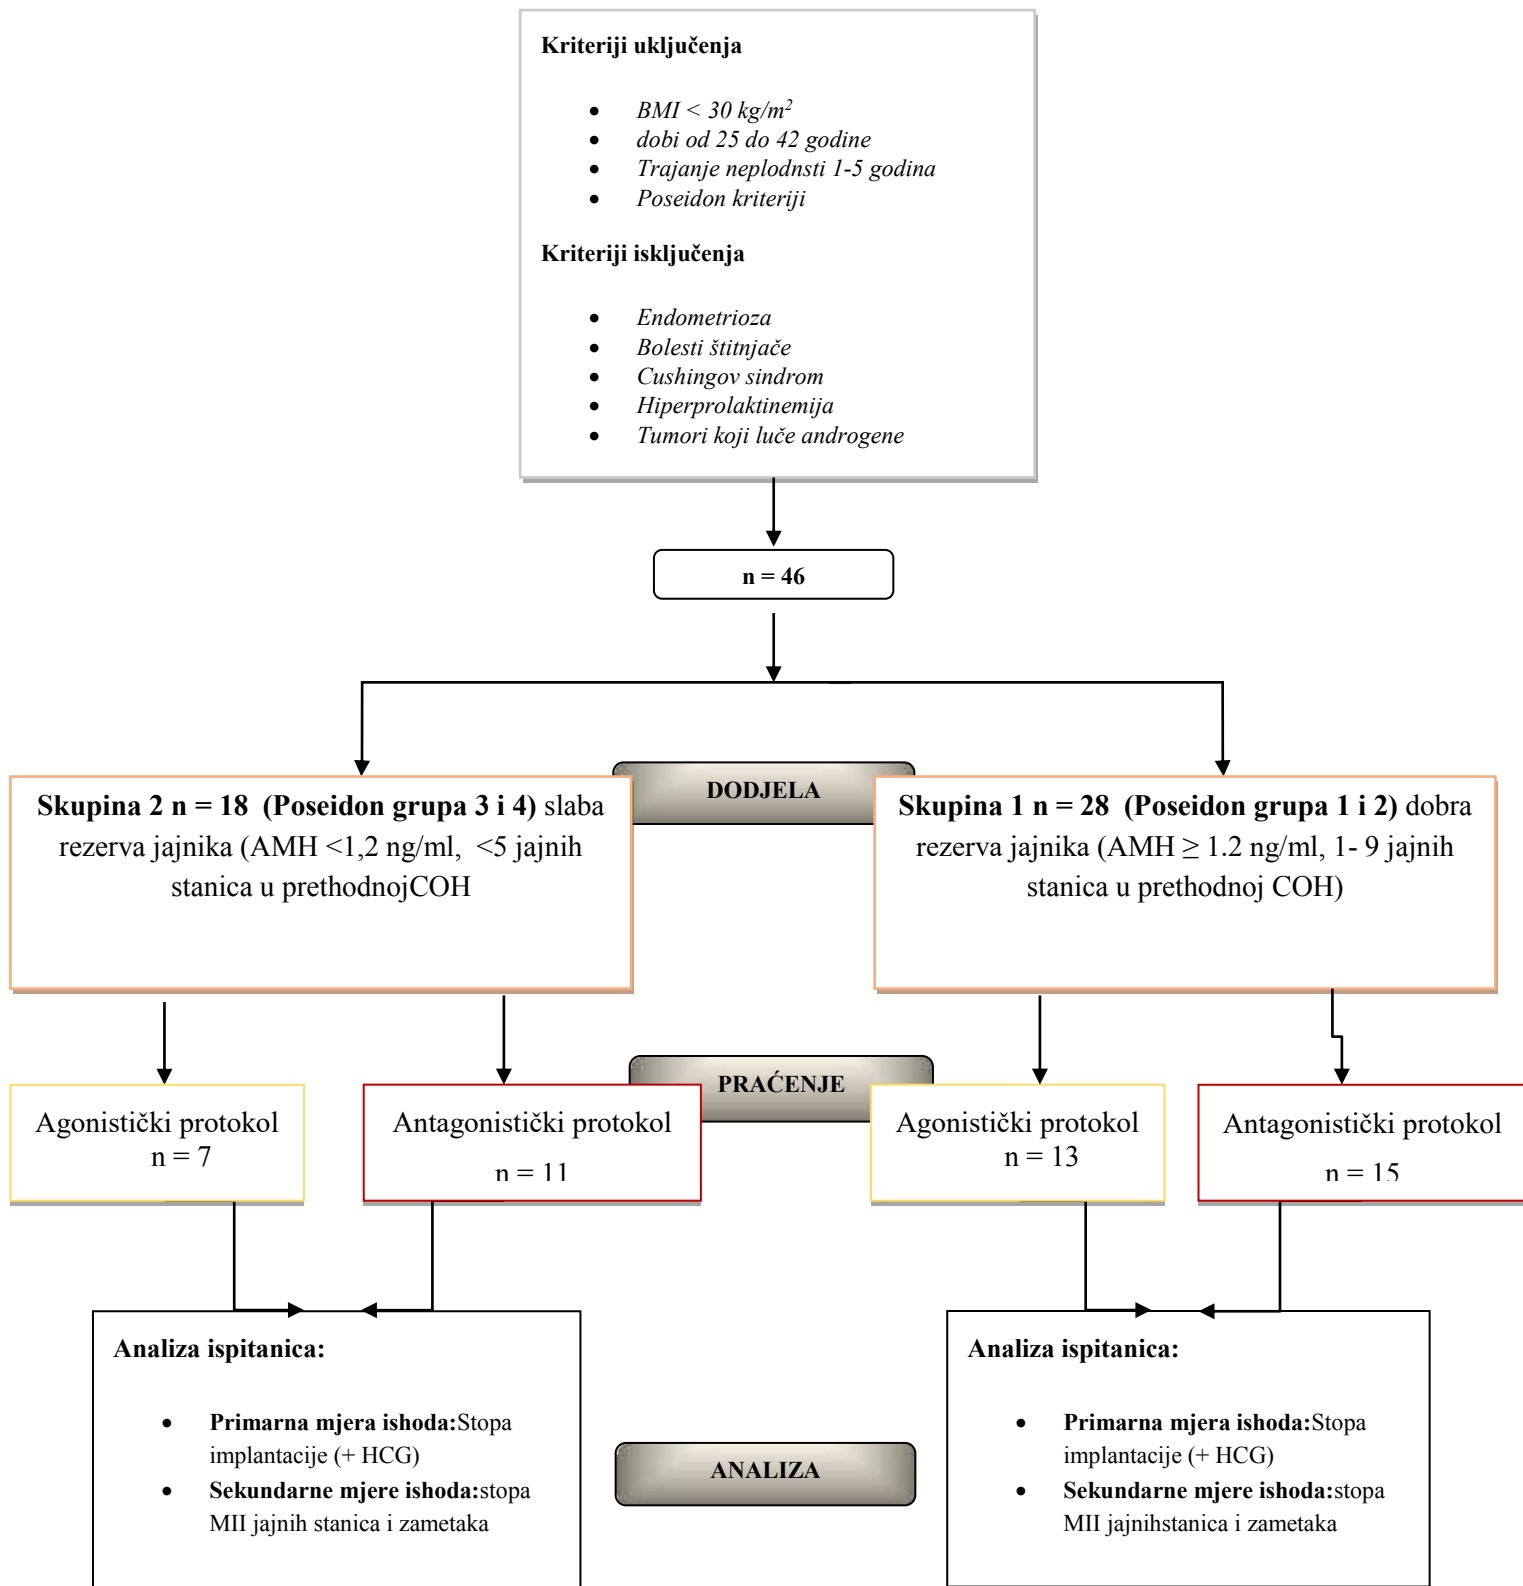 Kriteriji uključenja
• BMI < 30 kg/m²
• dobi od 25 do 42 godine
• Trajanje neplodnsti 1-5 godina
• Poseidon kriteriji
Kriteriji isključenja
• Endometrioza
• Bolesti štitnjače
• Cushingov sindrom
• Hiperprolaktinemija
• Tumori koji luče androgene
n = 46
DODJELA
Skupina 2 n = 18 (Poseidon grupa 3 i 4) slaba
rezerva jajnika (AMH <1,2 ng/ml, <5 jajnih
stanica u prethodnojCOH
Skupina 1 n = 28 (Poseidon grupa 1 i 2) dobra
rezerva jajnika (AMH ≥ 1.2 ng/ml, 1- 9 jajnih
stanica u prethodnoj COH)
PRAĆENJE
Agonistički protokol
n = 7
Antagonistički protokol
n = 11
Agonistički protokol
n = 13
Antagonistički protokol
n = 15
Analiza ispitanica:
• Primarna mjera ishoda:Stopa
implantacije (+ HCG)
• Sekundarne mjere ishoda:stopa
MII jajnih stanica i zametaka
ANALIZA
Analiza ispitanica:
• Primarna mjera ishoda:Stopa
implantacije (+ HCG)
• Sekundarne mjere ishoda:stopa
MII jajnihstanica i zametaka